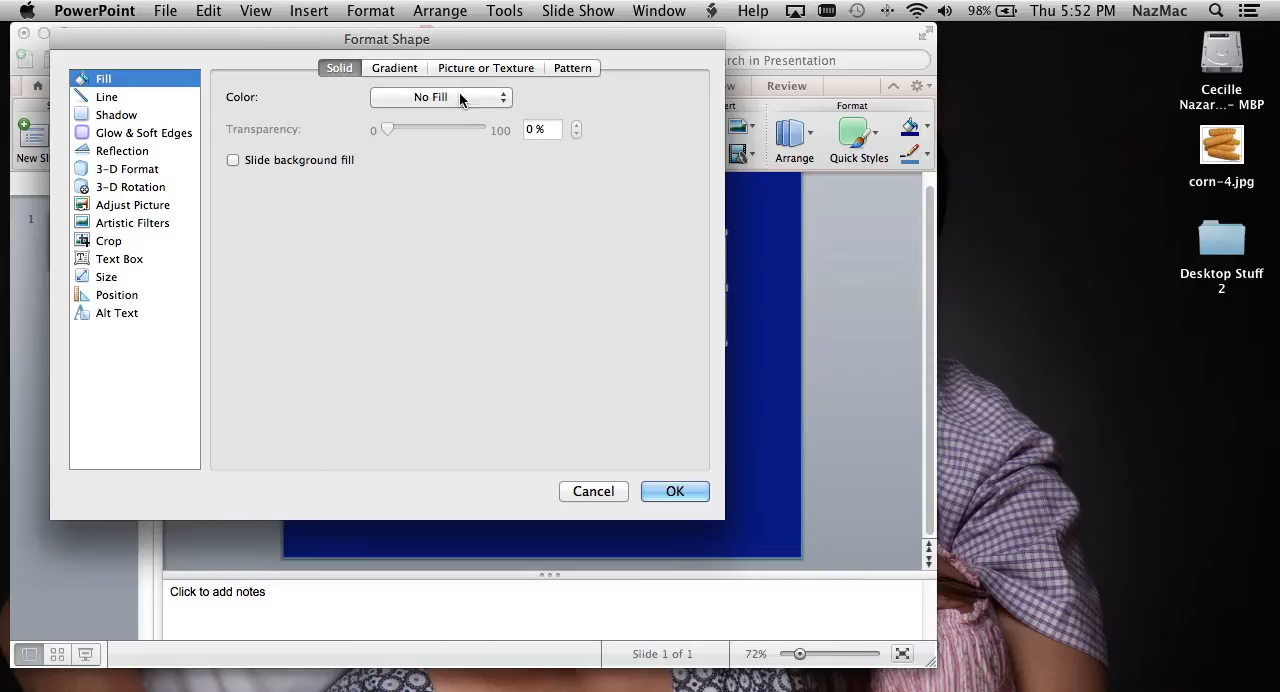 PowerPoint File Edit View Insert Format Arrange Tools Slide Show Window Help 98% Thu 5:52 PM NazMac
Format Shape
Search in Presentation
Review
Format
Arrange
Quick Styles
New Sl
Solid Gradient Picture or Texture Pattern
Fill
Line
Shadow
Glow & Soft Edges
Reflection
3-D Format
3-D Rotation
Adjust Picture
Artistic Filters
Crop
Text Box
Size
Position
Alt Text
Color: No Fill
Transparency: 0 100 0 %
Slide background fill
Cancel OK
1
Click to add notes
Slide 1 of 1 72%
Cecille
Nazar...- MBP
corn-4.jpg
Desktop Stuff
2